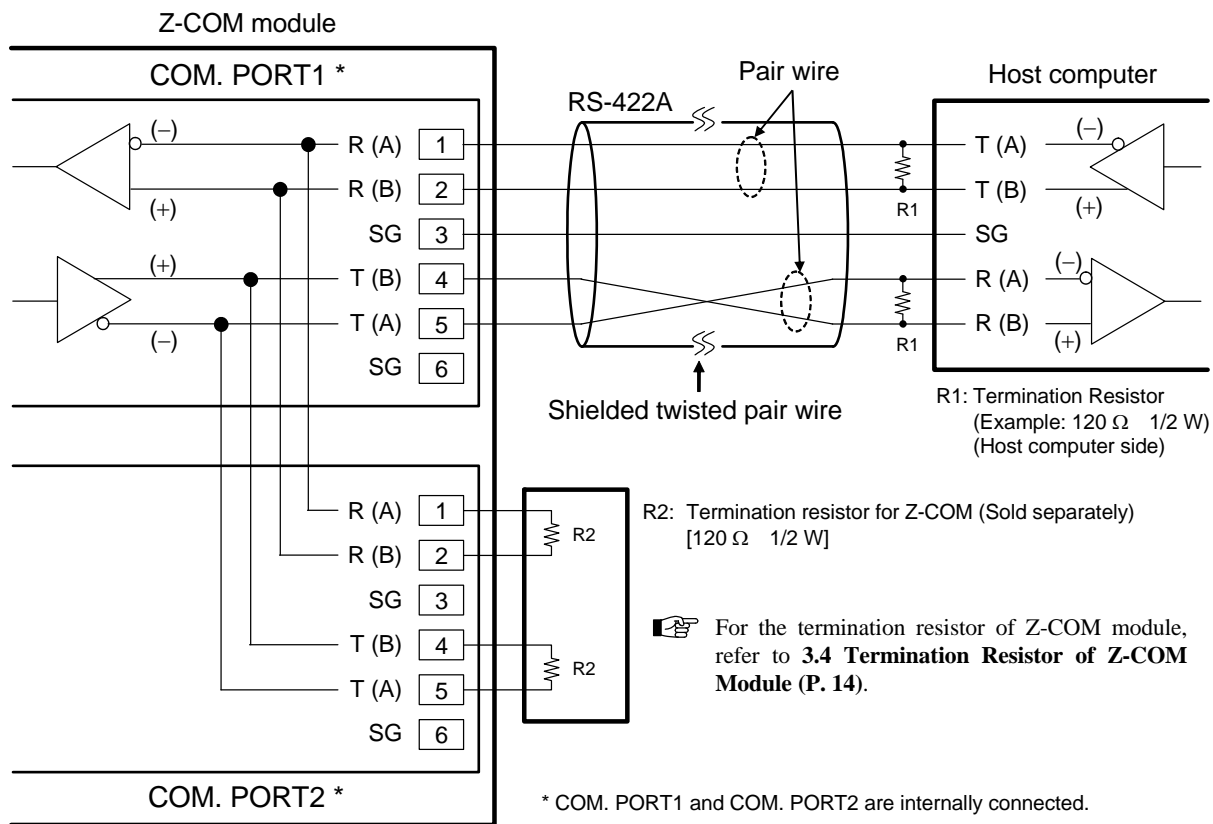 Z-COM module
COM. PORT1 *
(−)
(+)
(+)
(−)
R (A) 1
R (B) 2
SG 3
T (B) 4
T (A) 5
SG 6
RS-422A
Pair wire
Shielded twisted pair wire
R1
R1
Host computer
T (A) (−)
T (B) (+)
SG
R (A) (−)
R (B) (+)
R1: Termination Resistor
(Example: 120 Ω 1/2 W)
(Host computer side)
R (A) 1
R (B) 2
SG 3
T (B) 4
T (A) 5
SG 6
R2
R2
COM. PORT2 *
R2: Termination resistor for Z-COM (Sold separately)
[120 Ω 1/2 W]
For the termination resistor of Z-COM module,
refer to 3.4 Termination Resistor of Z-COM
Module (P. 14).
* COM. PORT1 and COM. PORT2 are internally connected.